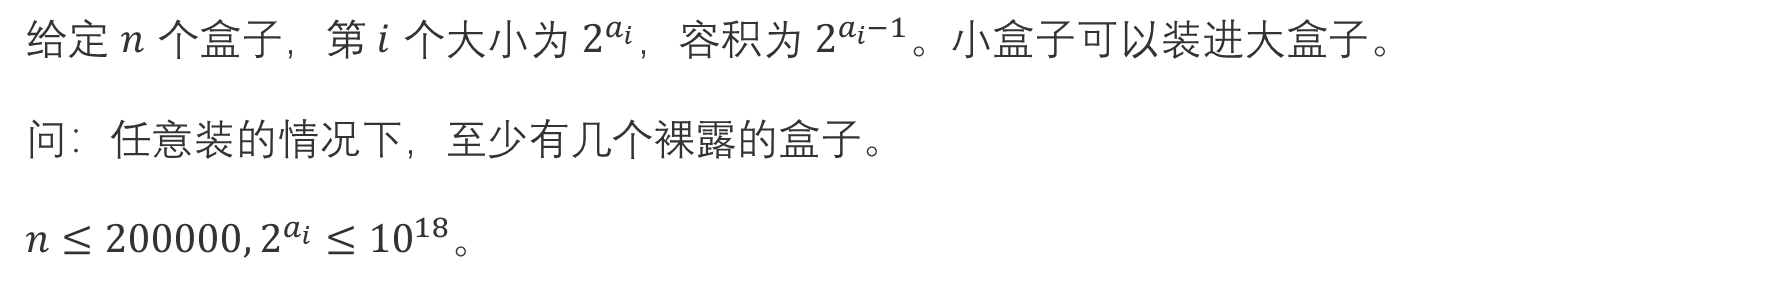 给定 n 个盒子，第 i 个大小为 2^{a_i}，容积为 2^{a_i−1}。小盒子可以装进大盒子。
问：任意装的情况下，至少有几个裸露的盒子。
n ≤ 200000, 2^{a_i} ≤ 10^{18}。